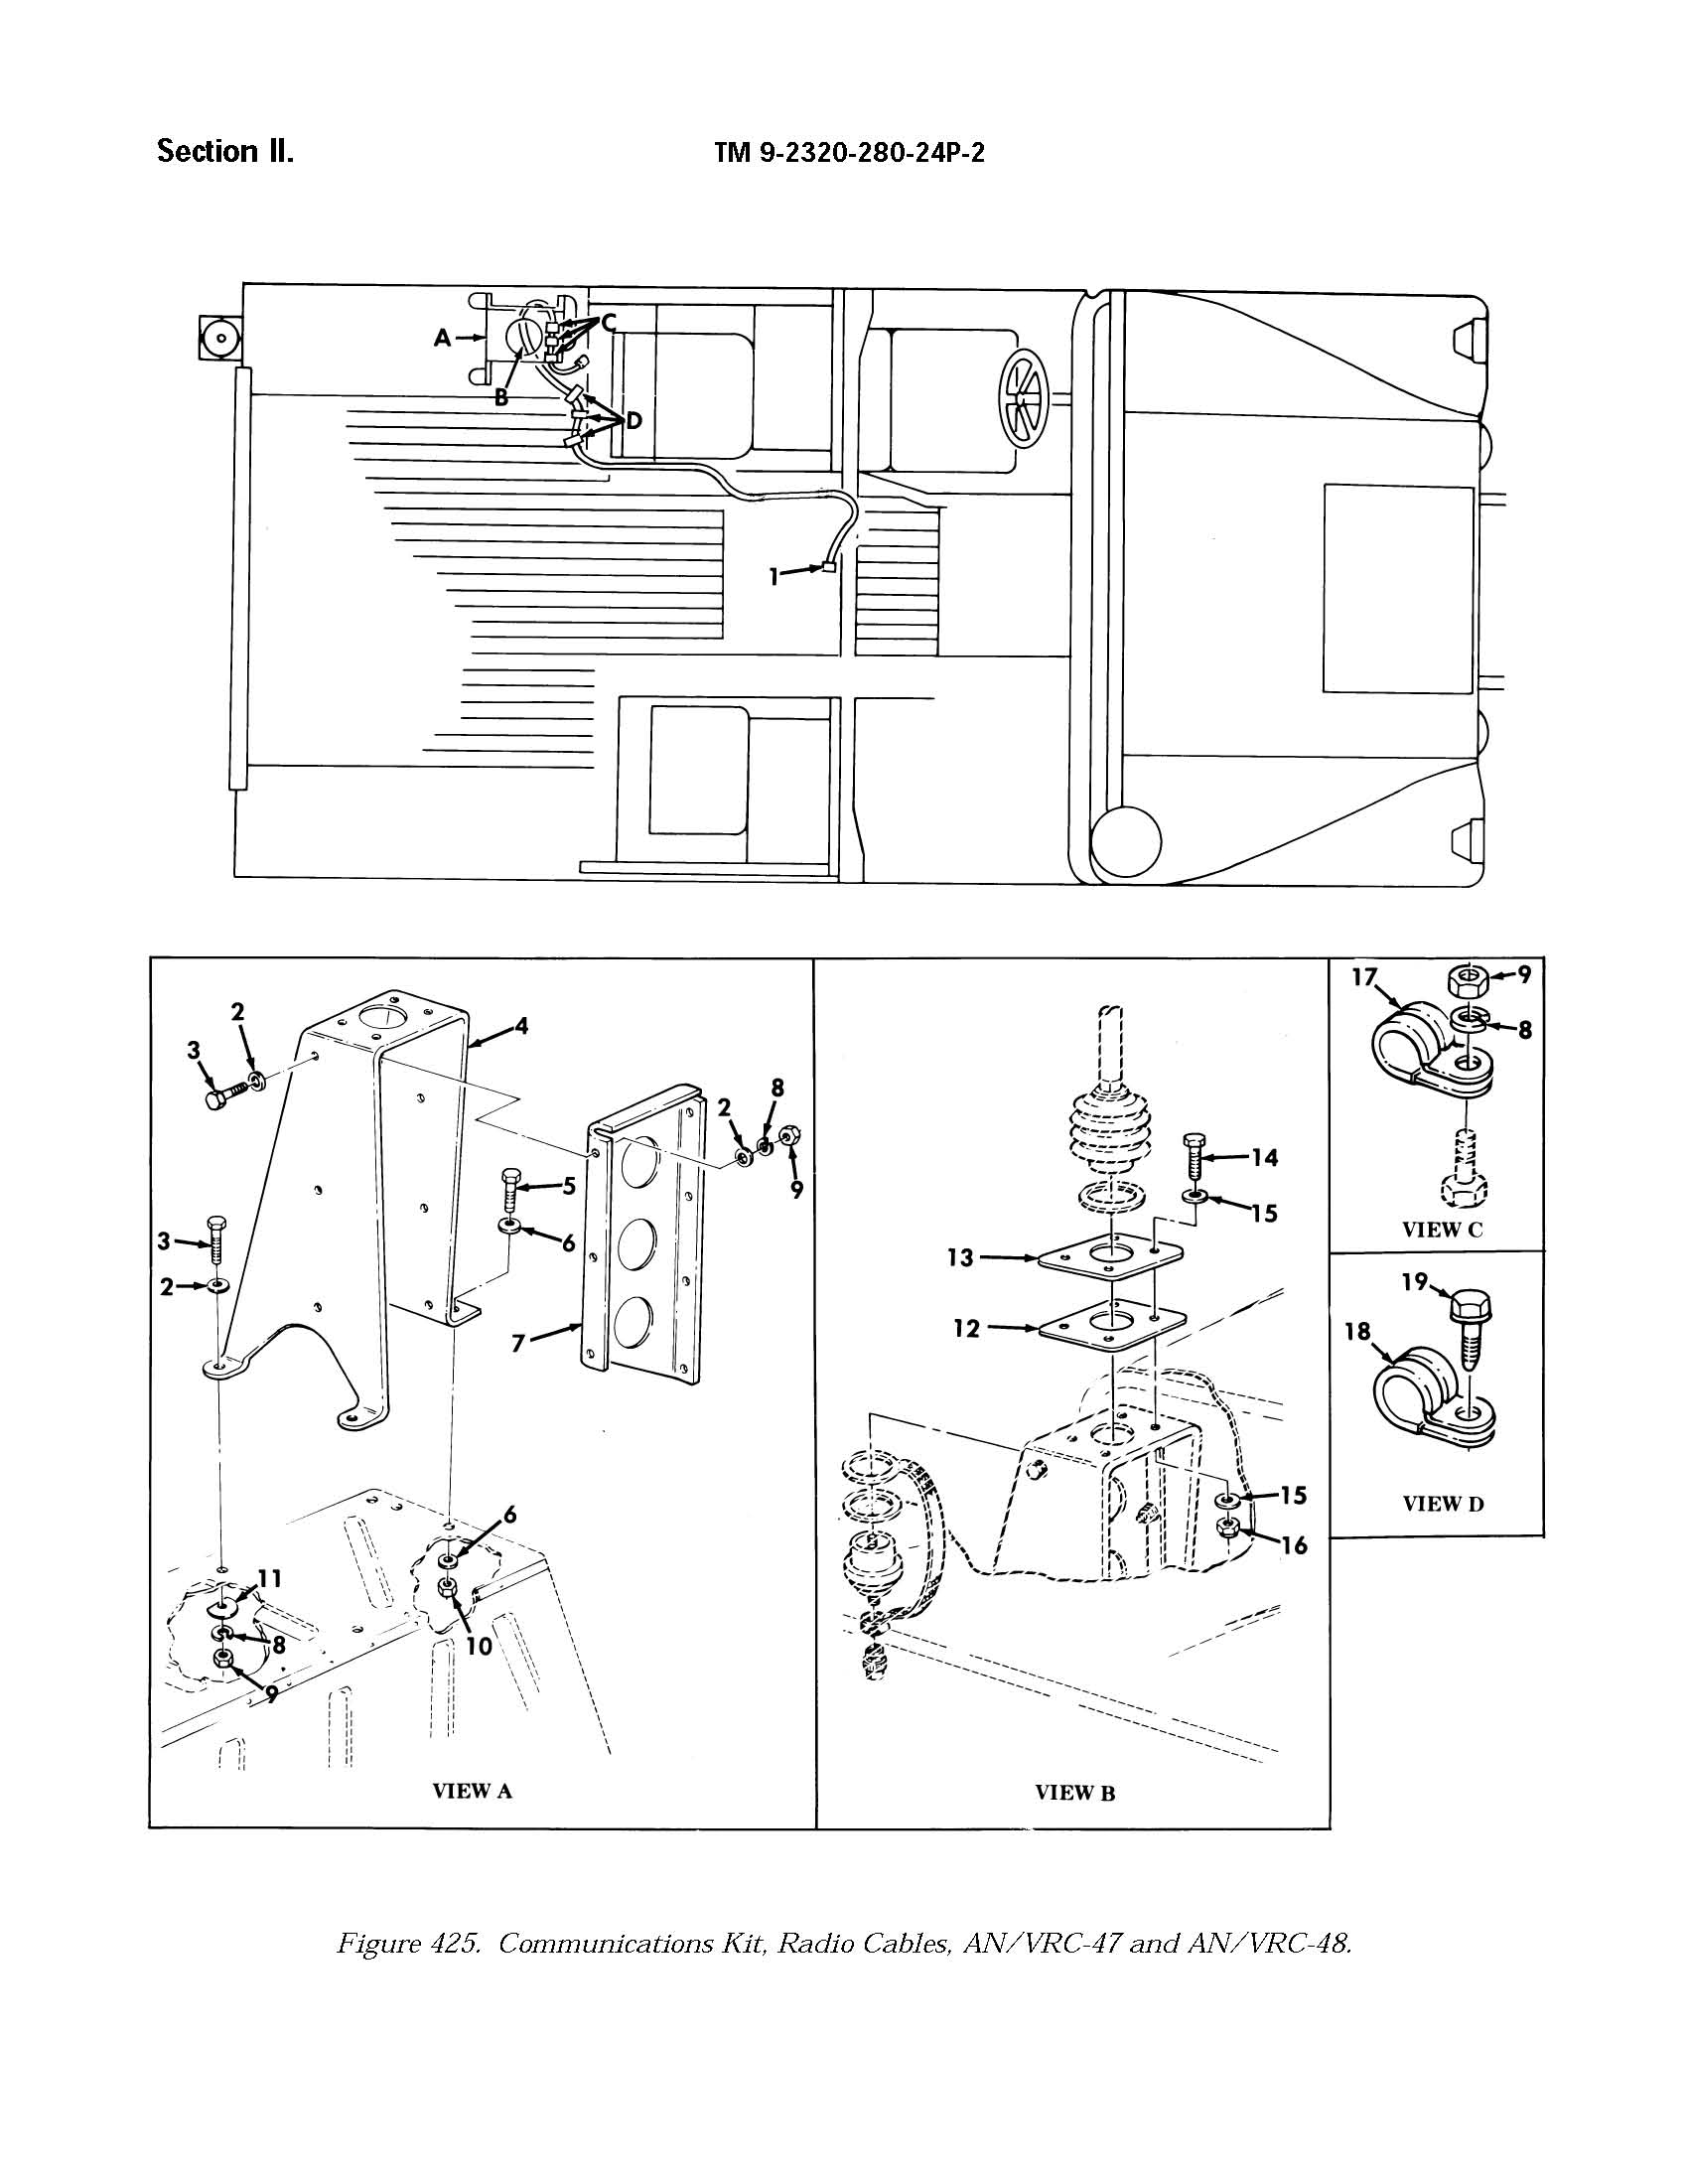 Section II.
TM 9-2320-280-24P-2
A
B
C
D
1
2
3
4
2
8
9
5
6
3
2
7
6
11
8
10
9
VIEW A
14
15
13
12
15
16
VIEW B
17
9
8
VIEW C
19
18
VIEW D
Figure 425. Communications Kit, Radio Cables, AN/VRC-47 and AN/VRC-48.